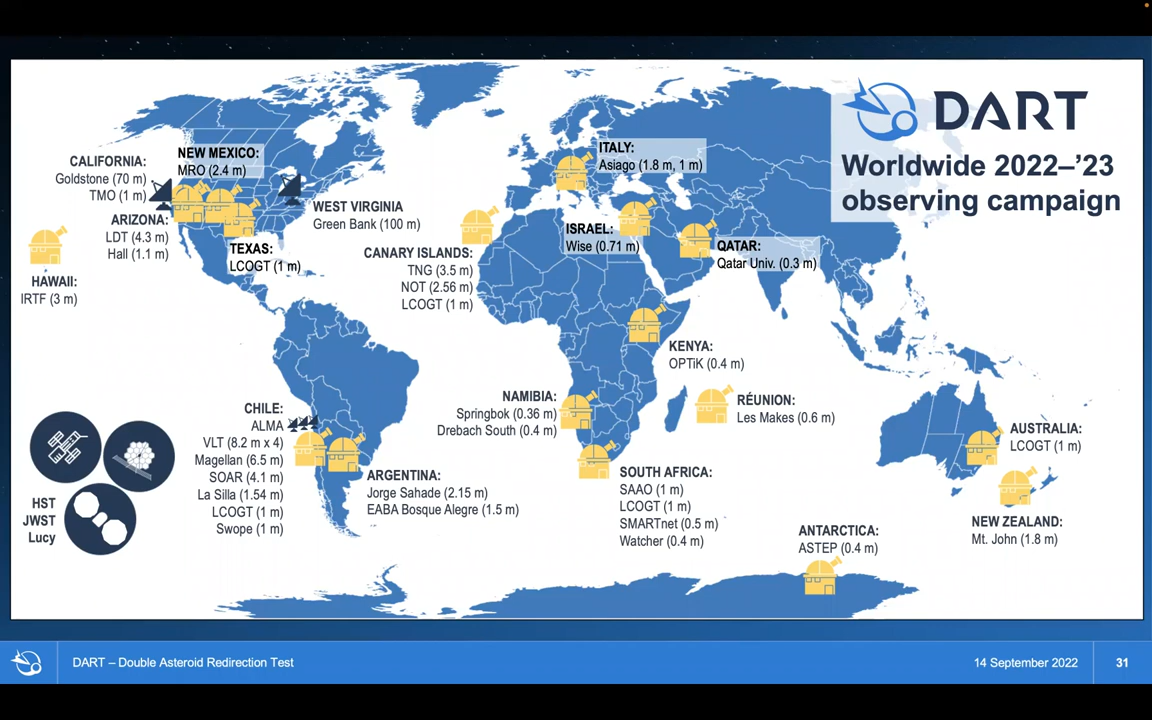 DART
Worldwide 2022–'23
observing campaign
CALIFORNIA:
Goldstone (70 m)
TMO (1 m)
NEW MEXICO:
MRO (2.4 m)
ARIZONA:
LDT (4.3 m)
Hall (1.1 m)
TEXAS:
LCOGT (1 m)
HAWAII:
IRTF (3 m)
WEST VIRGINIA
Green Bank (100 m)
CANARY ISLANDS:
TNG (3.5 m)
NOT (2.56 m)
LCOGT (1 m)
ITALY:
Asiago (1.8 m, 1 m)
ISRAEL:
Wise (0.71 m)
QATAR:
Qatar Univ. (0.3 m)
KENYA:
OPTiK (0.4 m)
NAMIBIA:
Springbok (0.36 m)
Drebach South (0.4 m)
RÉUNION:
Les Makes (0.6 m)
CHILE:
ALMA
VLT (8.2 m x 4)
Magellan (6.5 m)
SOAR (4.1 m)
La Silla (1.54 m)
LCOGT (1 m)
Swope (1 m)
ARGENTINA:
Jorge Sahade (2.15 m)
EABA Bosque Alegre (1.5 m)
SOUTH AFRICA:
SAAO (1 m)
LCOGT (1 m)
SMARTnet (0.5 m)
Watcher (0.4 m)
AUSTRALIA:
LCOGT (1 m)
NEW ZEALAND:
Mt. John (1.8 m)
ANTARCTICA:
ASTEP (0.4 m)
HST
JWST
Lucy
DART – Double Asteroid Redirection Test
14 September 2022
31